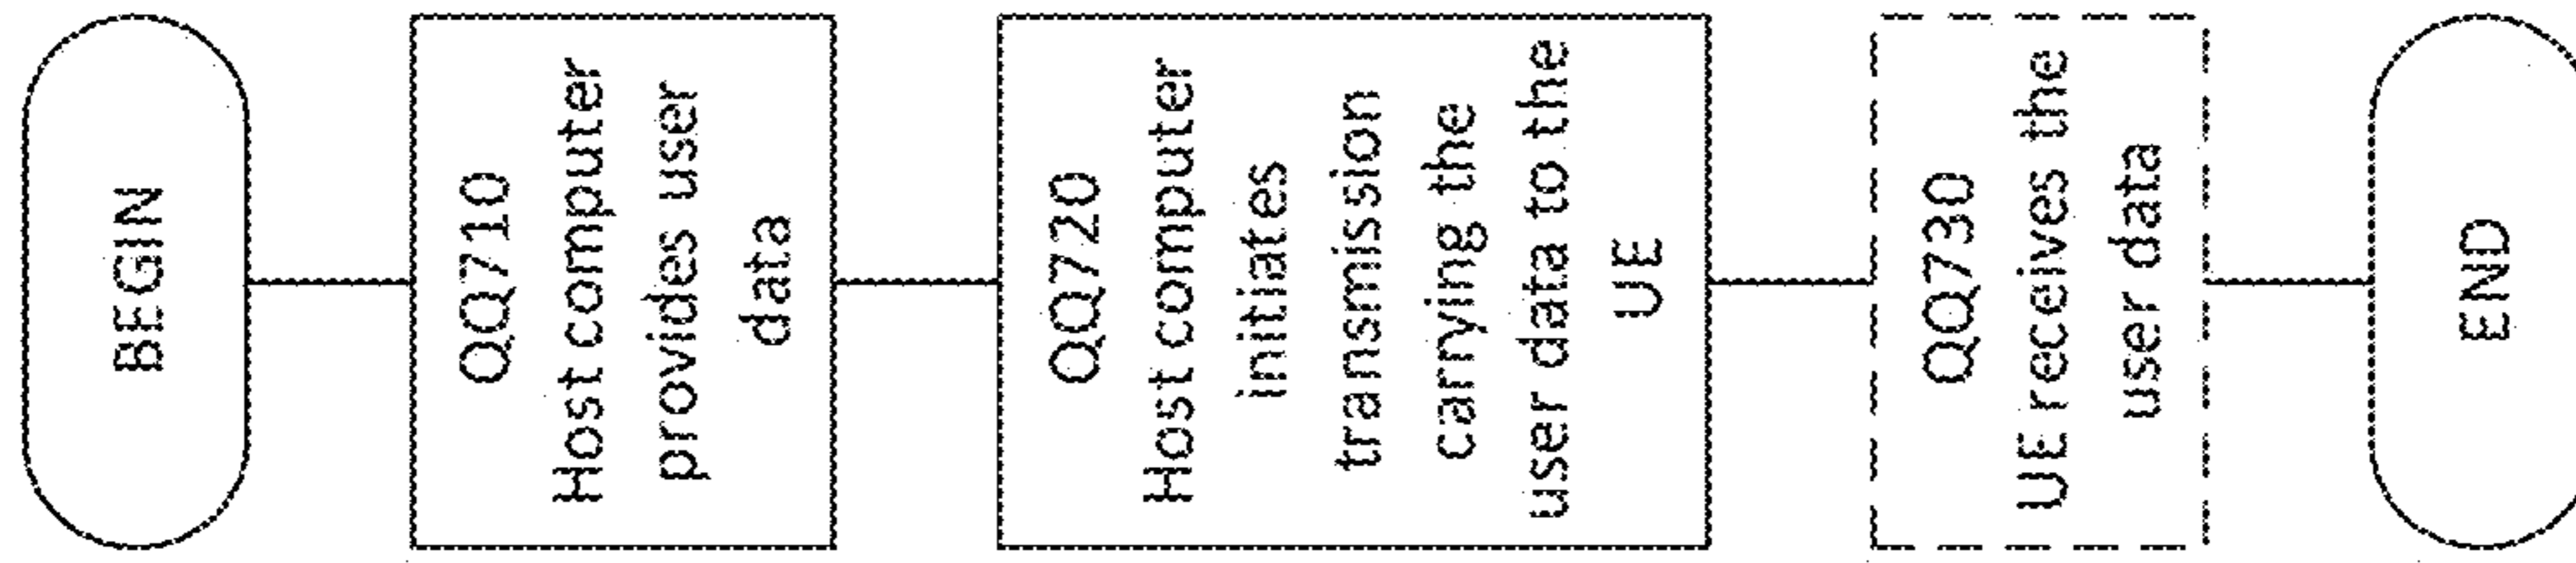 BEGIN
QQ710
Host computer
provides user
data
QQ720
Host computer
initiates
transmission
carrying the
user data to the
UE
QQ730
UE receives the
user data
END